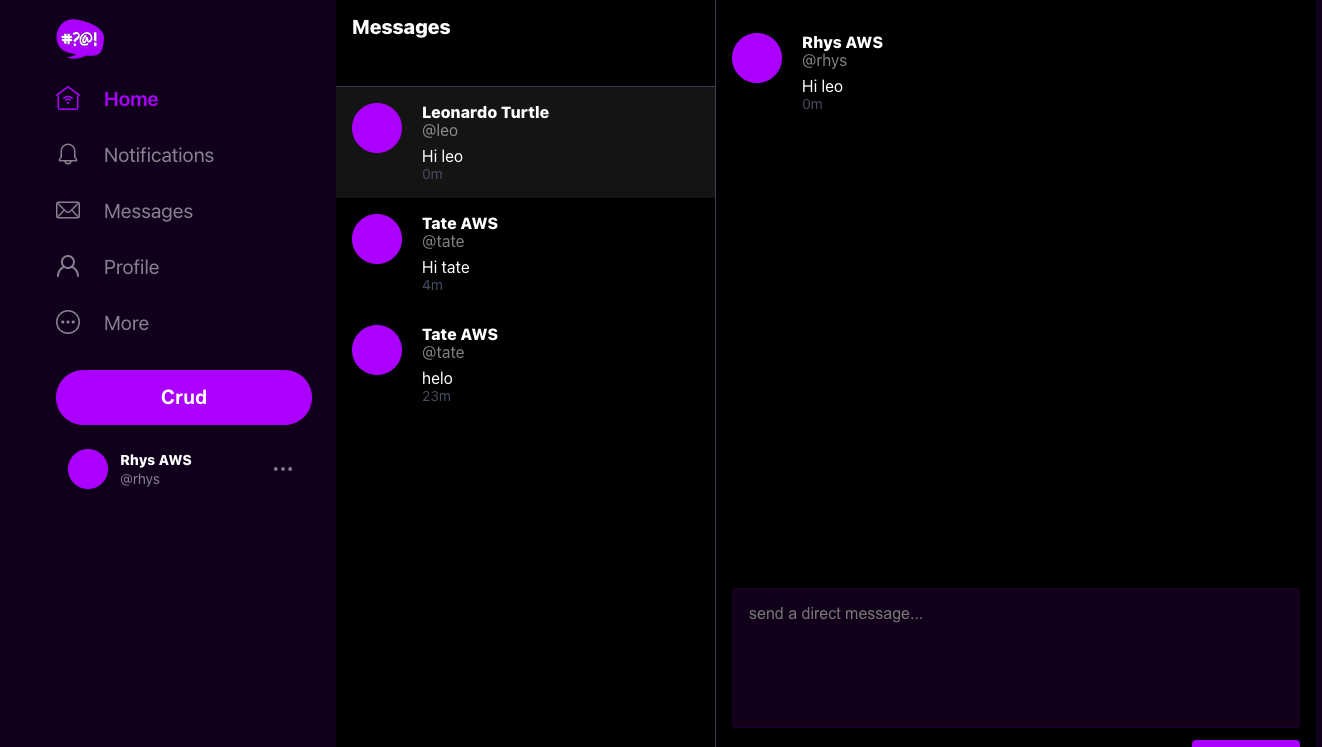 #?@!
Home
Notifications
Messages
Profile
More
Crud
Rhys AWS
@rhys
Messages
Leonardo Turtle
@leo
Hi leo
0m
Tate AWS
@tate
Hi tate
4m
Tate AWS
@tate
helo
23m
Rhys AWS
@rhys
Hi leo
0m
send a direct message...